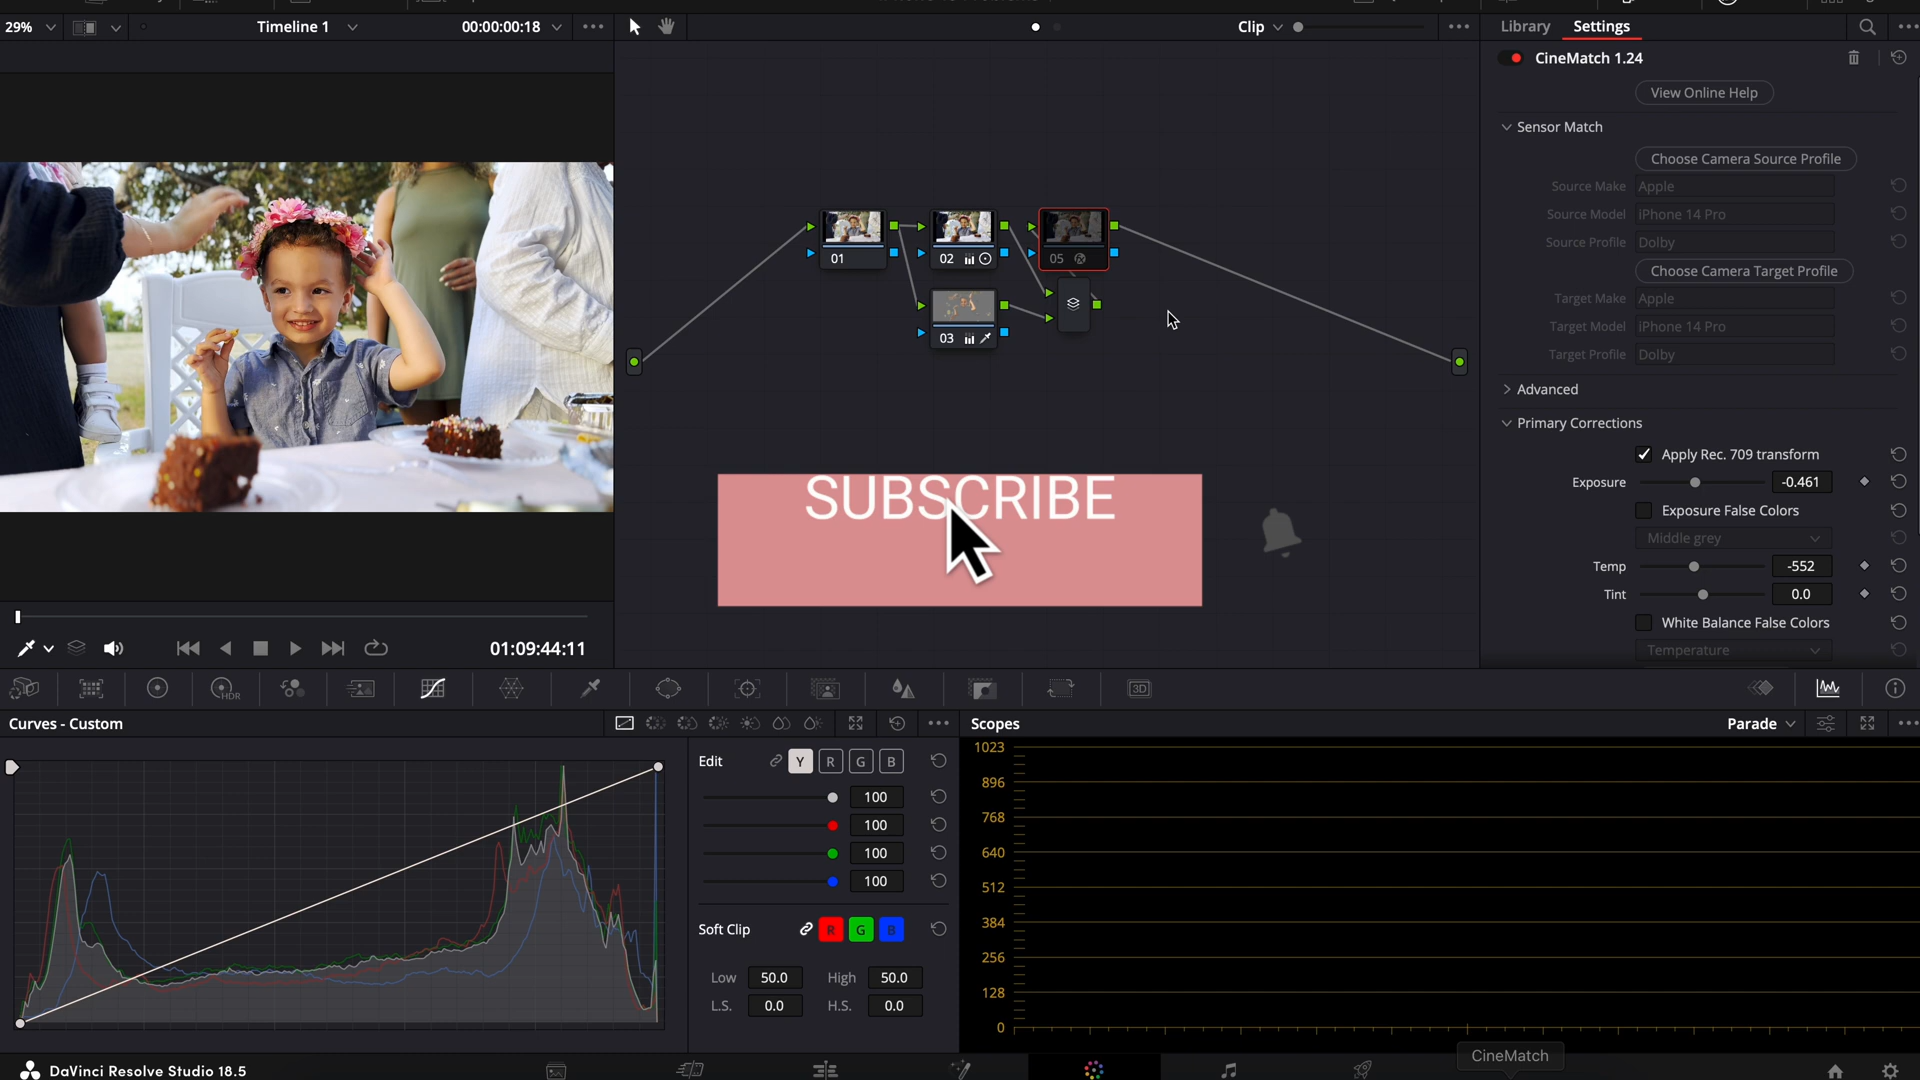 29%
Timeline 1
00:00:00:18
Clip
Library
Settings
CineMatch 1.24
View Online Help
Sensor Match
Choose Camera Source Profile
Source Make Apple
Source Model iPhone 14 Pro
Source Profile Dolby
Choose Camera Target Profile
Target Make Apple
Target Model iPhone 14 Pro
Target Profile Dolby
Advanced
Primary Corrections
Apply Rec. 709 transform
Exposure -0.461
Exposure False Colors
Middle grey
Temp -552
Tint 0.0
White Balance False Colors
Temperature
01
02
05
03
SUBSCRIBE
01:09:44:11
HDR
3D
Curves - Custom
Edit Y R G B
100
100
100
100
Soft Clip R G B
Low 50.0 High 50.0
L.S. 0.0 H.S. 0.0
Scopes
Parade
1023
896
768
640
512
384
256
128
0
CineMatch
DaVinci Resolve Studio 18.5